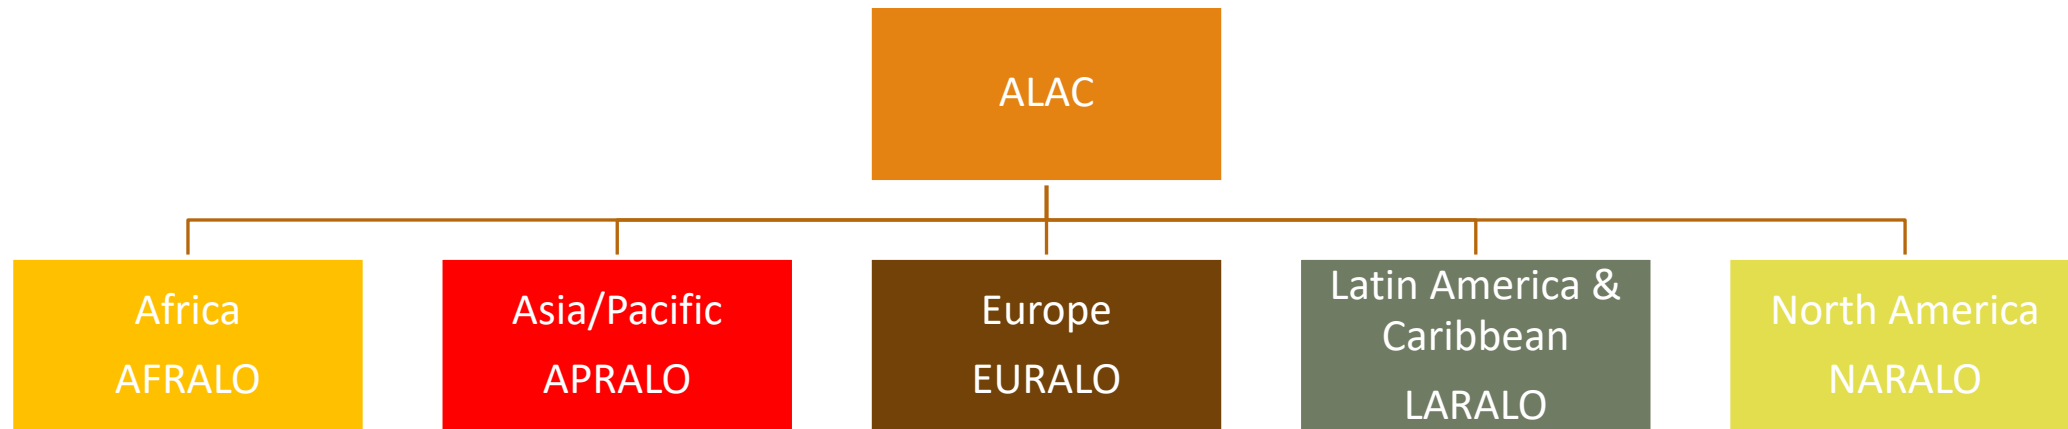 ALAC
Africa
AFRALO
Asia/Pacific
APRALO
Europe
EURALO
Latin America &
Caribbean
LARALO
North America
NARALO